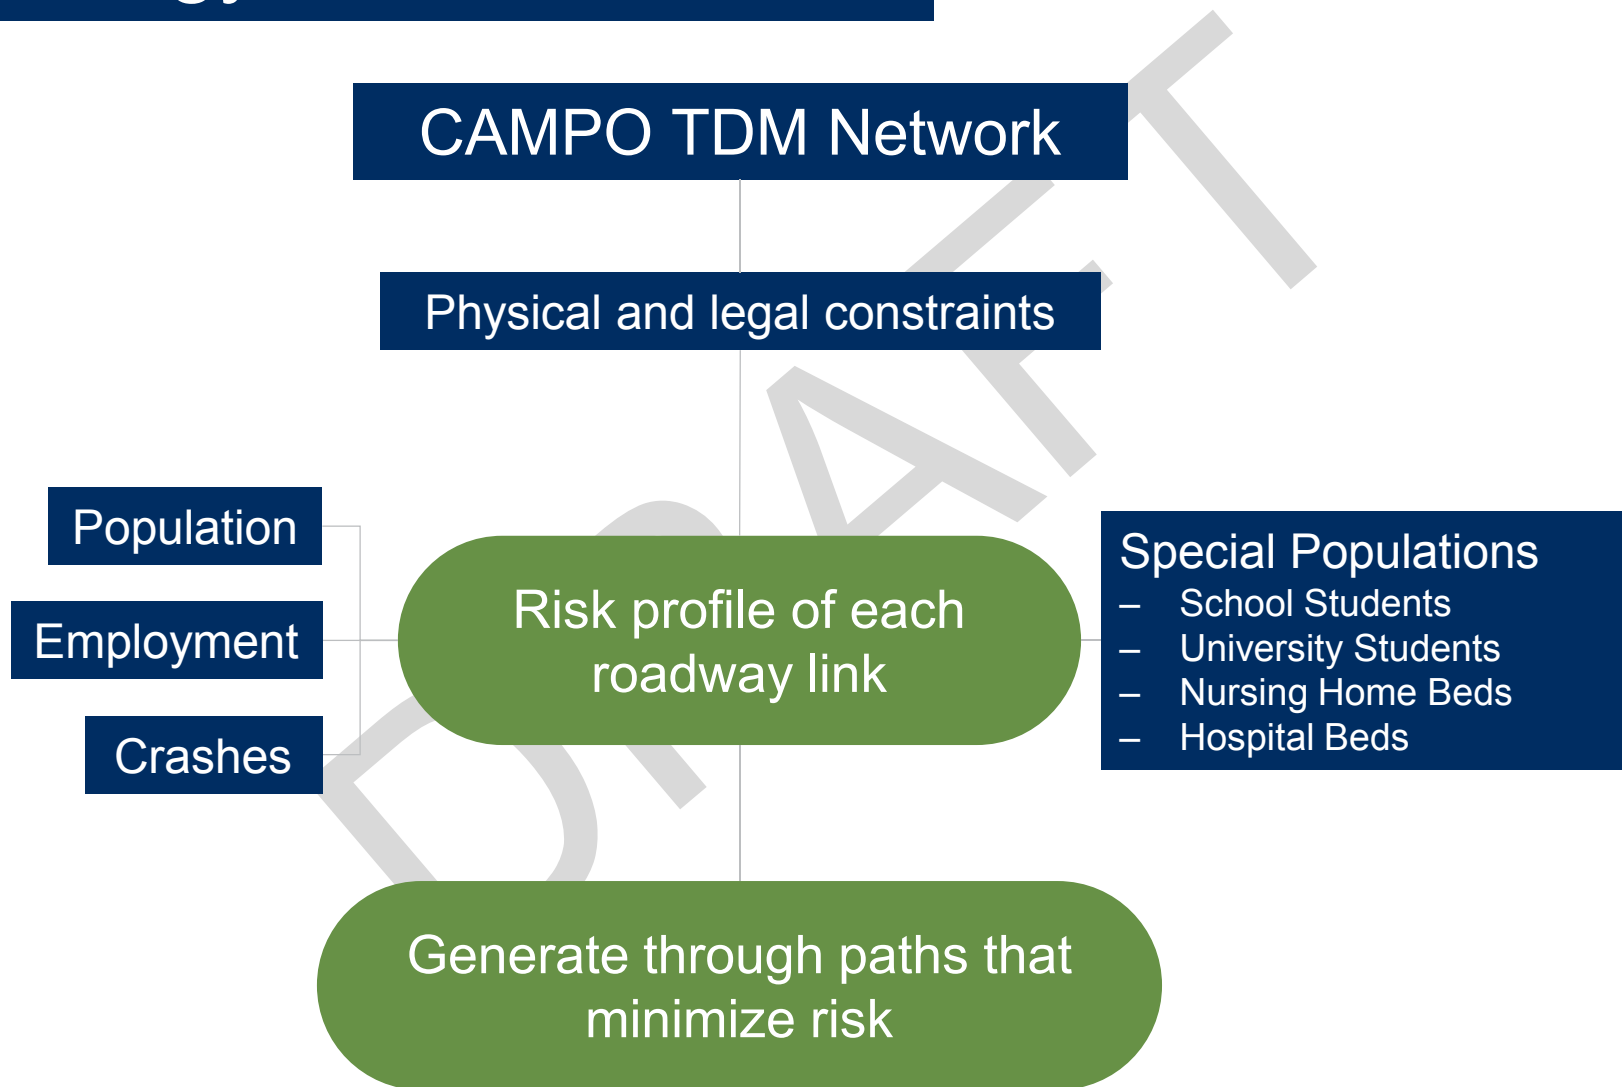 CAMPO TDM Network
Physical and legal constraints
Population
Employment
Crashes
Risk profile of each
roadway link
Special Populations
– School Students
– University Students
– Nursing Home Beds
– Hospital Beds
Generate through paths that
minimize risk
DRAFT